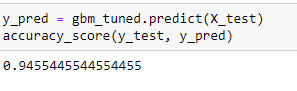 y_pred = gbm_tuned.predict(X_test)
accuracy_score(y_test, y_pred)
0.9455445544554455